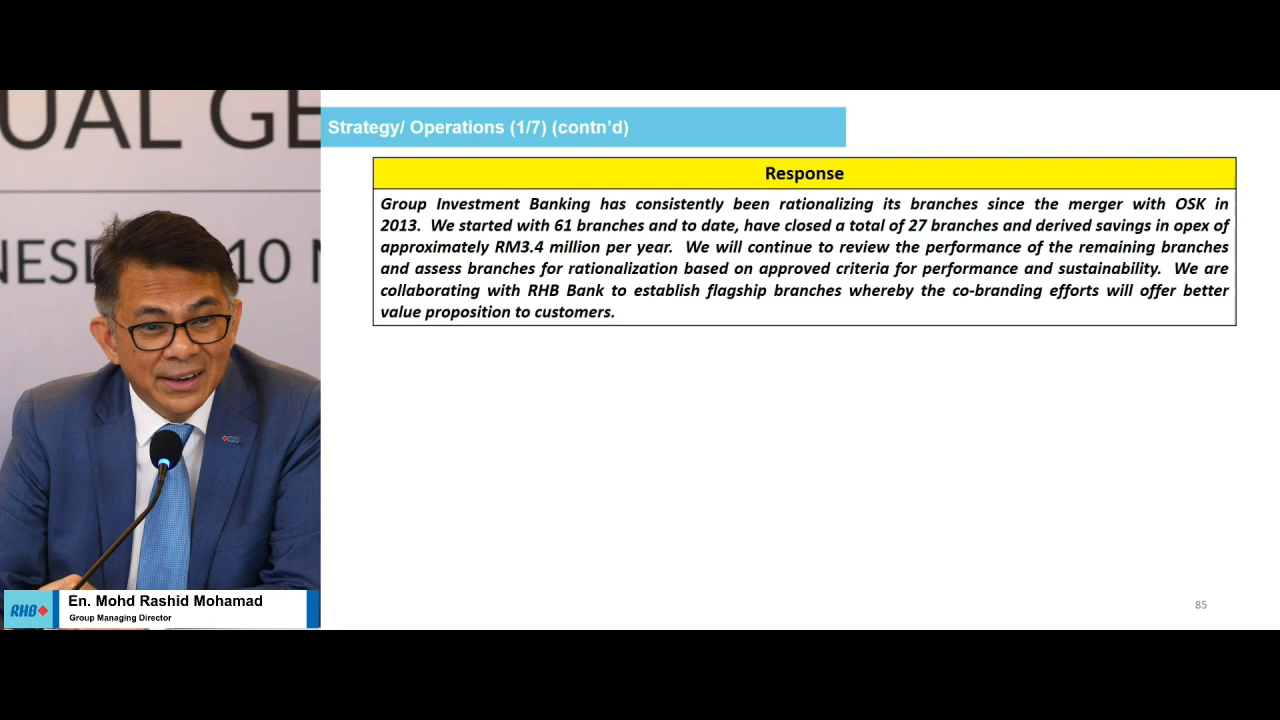 UAL GE
10
Strategy/ Operations (1/7) (contn’d)
Response
Group Investment Banking has consistently been rationalizing its branches since the merger with OSK in
2013. We started with 61 branches and to date, have closed a total of 27 branches and derived savings in opex of
approximately RM3.4 million per year. We will continue to review the performance of the remaining branches
and assess branches for rationalization based on approved criteria for performance and sustainability. We are
collaborating with RHB Bank to establish flagship branches whereby the co-branding efforts will offer better
value proposition to customers.
RHB
RHB
En. Mohd Rashid Mohamad
Group Managing Director
85